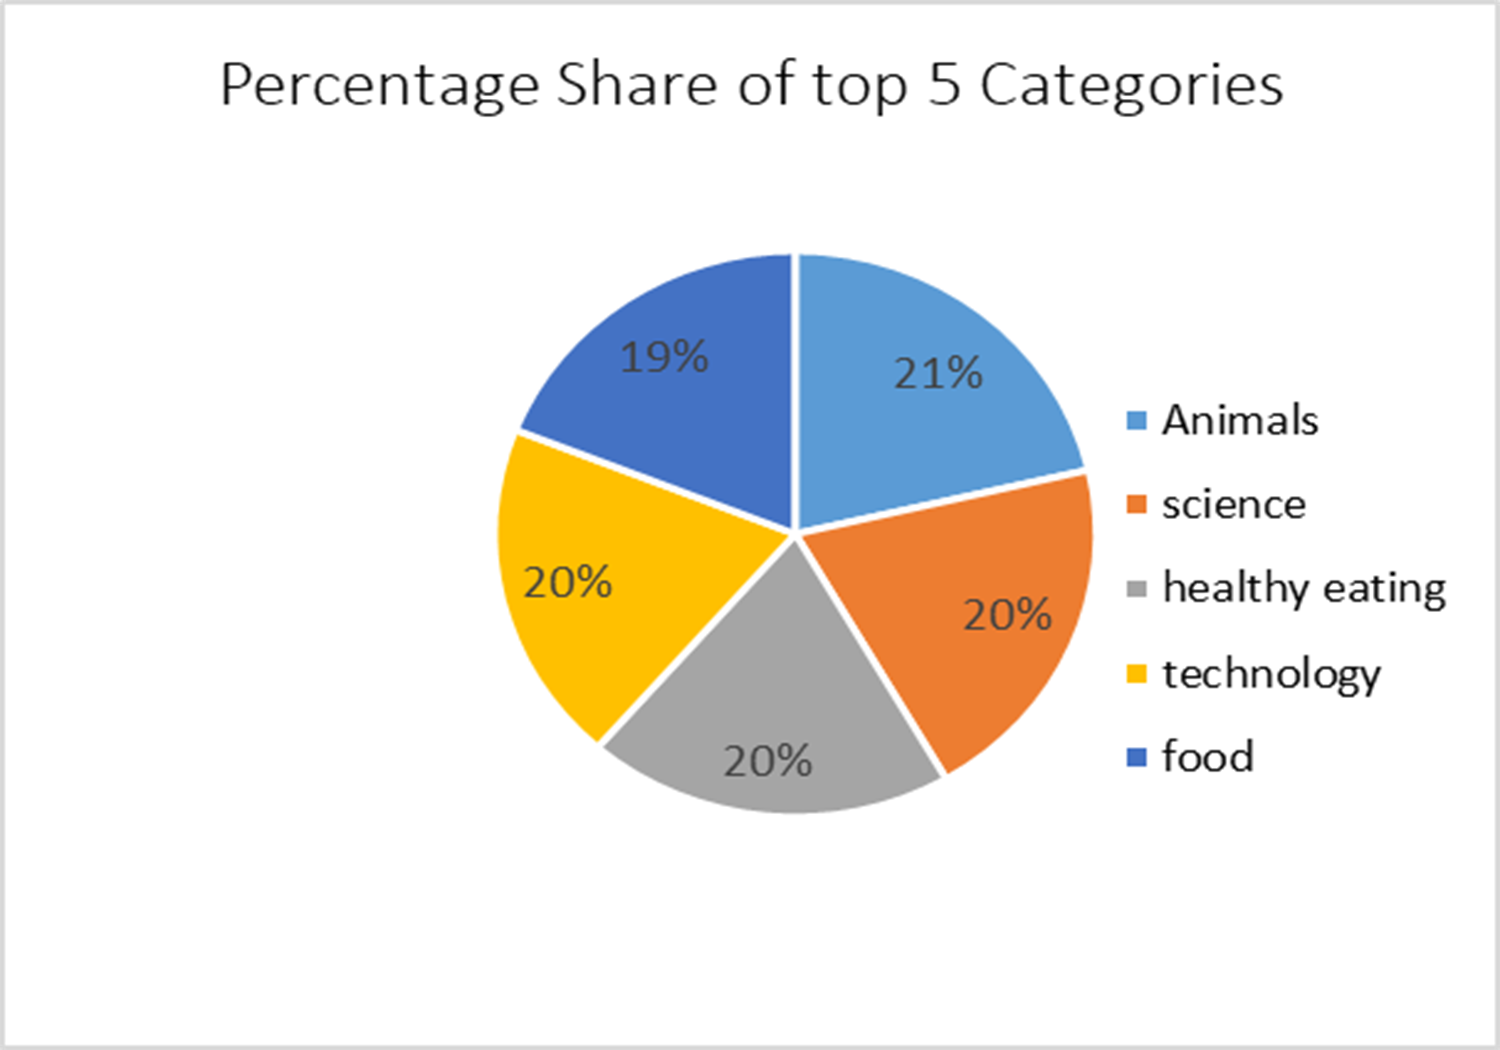 Percentage Share of top 5 Categories
19%
21%
20%
20%
20%
Animals
science
healthy eating
technology
food